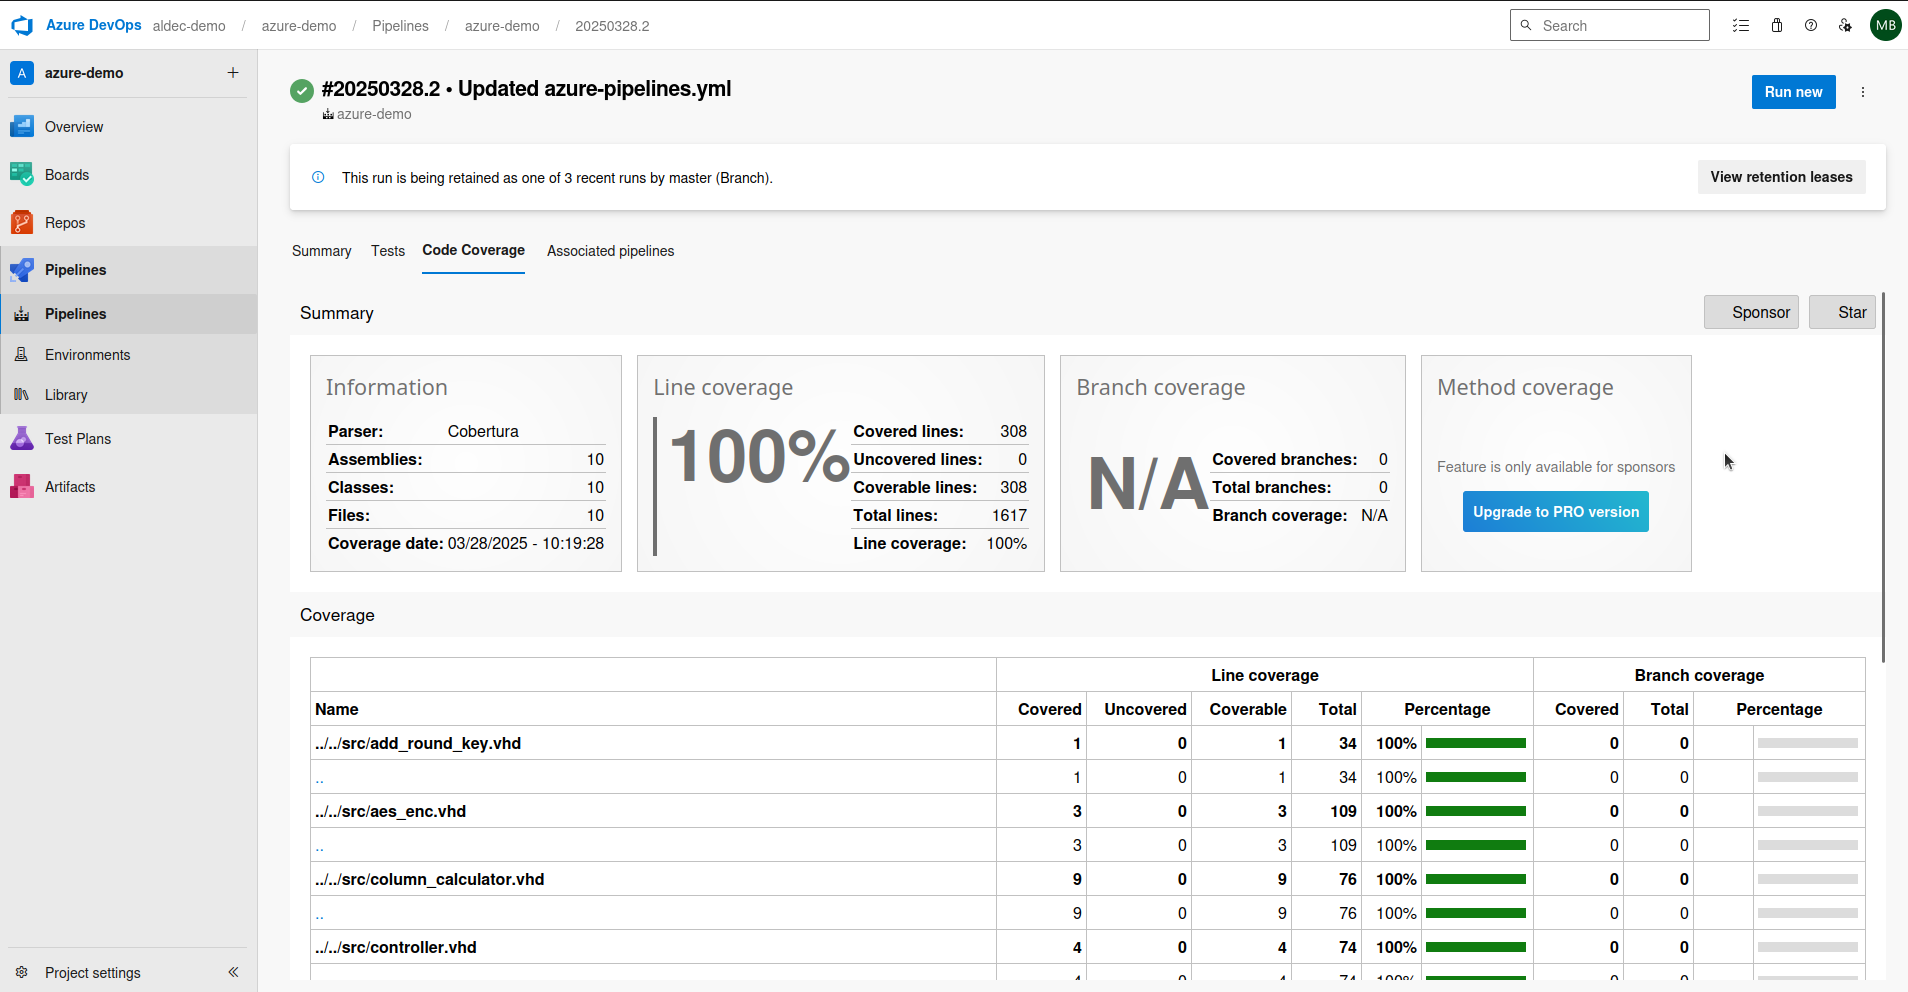 Azure DevOps aldec-demo / azure-demo / Pipelines / azure-demo / 20250328.2
Search
MB
A azure-demo +
Overview
Boards
Repos
Pipelines
Pipelines
Environments
Library
Test Plans
Artifacts
Project settings
#20250328.2 • Updated azure-pipelines.yml
azure-demo
Run new
This run is being retained as one of 3 recent runs by master (Branch).
View retention leases
Summary Tests Code Coverage Associated pipelines
Summary
Sponsor Star
Information
Parser: Cobertura
Assemblies: 10
Classes: 10
Files: 10
Coverage date: 03/28/2025 - 10:19:28
Line coverage
100%
Covered lines: 308
Uncovered lines: 0
Coverable lines: 308
Total lines: 1617
Line coverage: 100%
Branch coverage
N/A
Covered branches: 0
Total branches: 0
Branch coverage: N/A
Method coverage
Feature is only available for sponsors
Upgrade to PRO version
Coverage
Line coverage Branch coverage
Name Covered Uncovered Coverable Total Percentage Covered Total Percentage
../../src/add_round_key.vhd 1 0 1 34 100% 0 0
.. 1 0 1 34 100% 0 0
../../src/aes_enc.vhd 3 0 3 109 100% 0 0
.. 3 0 3 109 100% 0 0
../../src/column_calculator.vhd 9 0 9 76 100% 0 0
.. 9 0 9 76 100% 0 0
../../src/controller.vhd 4 0 4 74 100% 0 0
4 0 4 74 100% 0 0